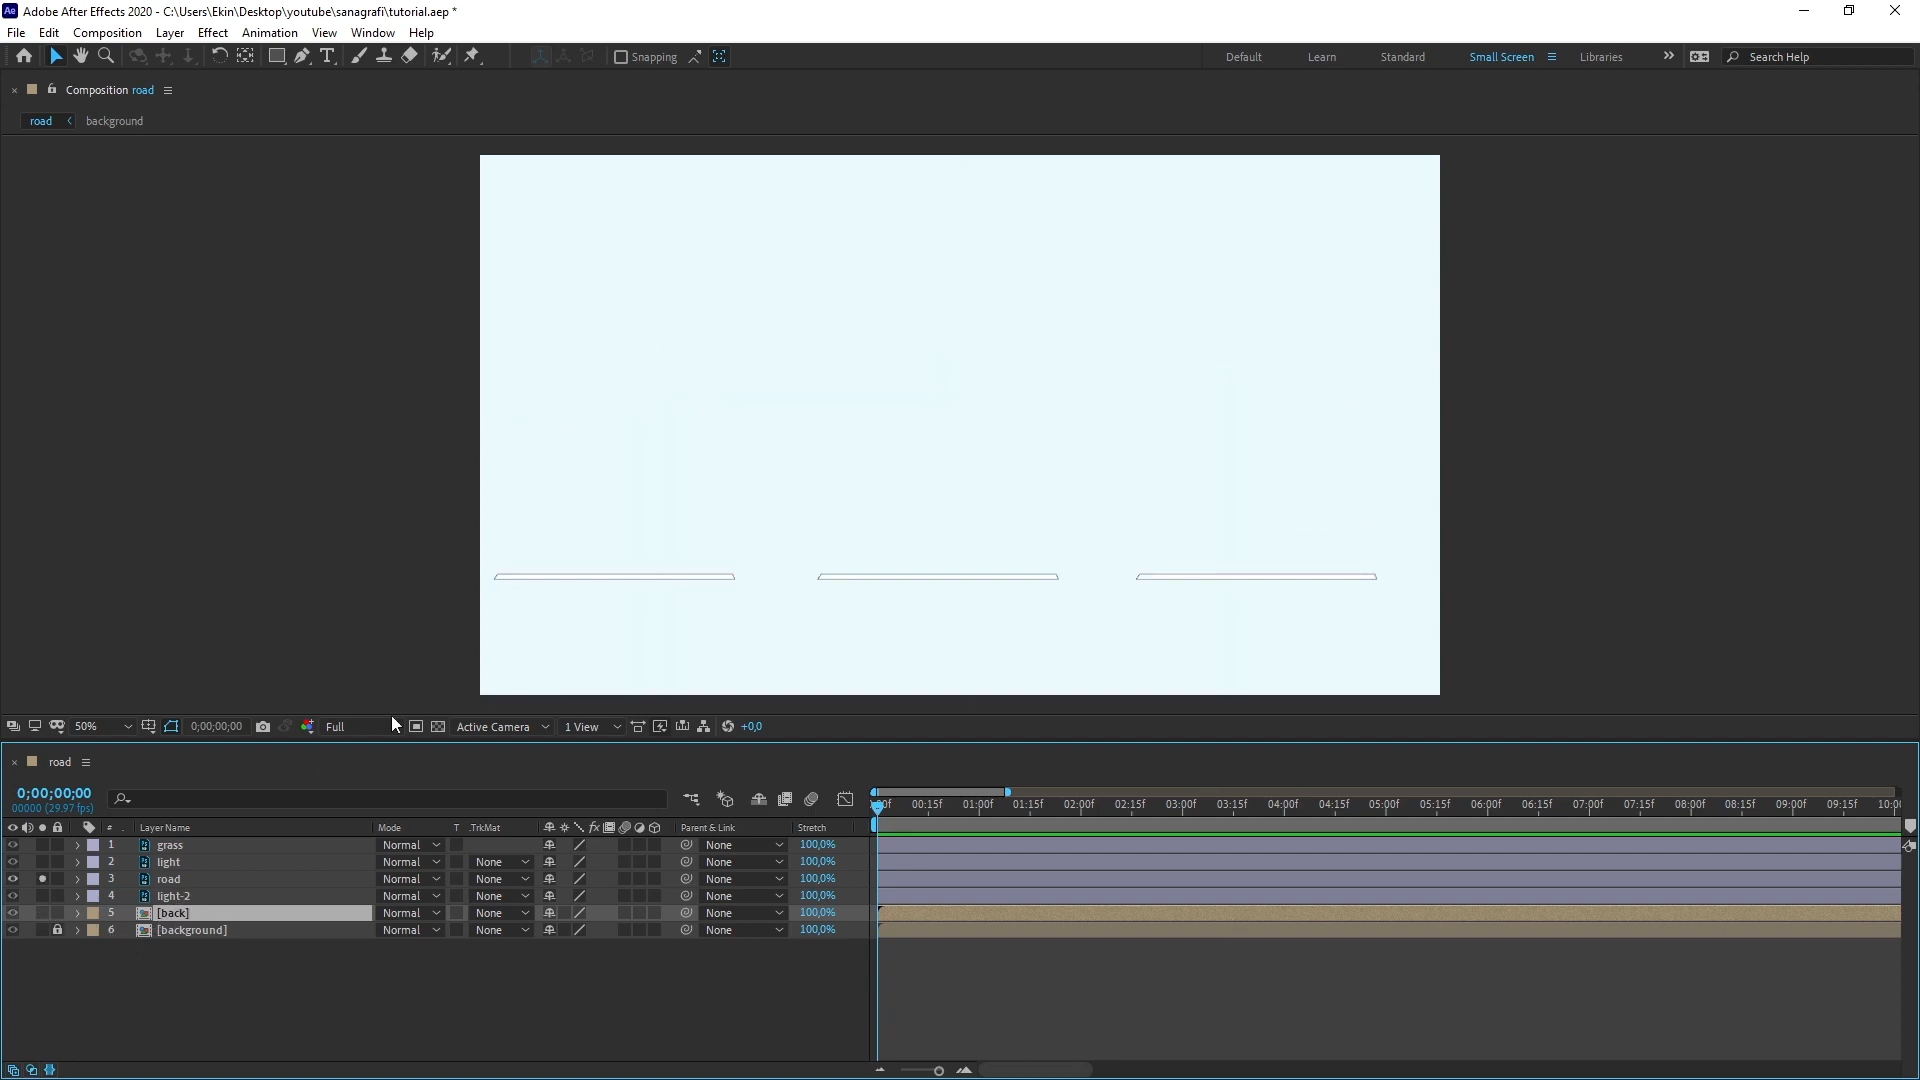 Ae Adobe After Effects 2020 - C:\Users\Ekin\Desktop\youtube\sanagrafi\tutorial.aep *
File Edit Composition Layer Effect Animation View Window Help
Snapping Default Learn Standard Small Screen Libraries Search Help
Composition road
road background
50% 0;00;00;00 Full Active Camera 1 View +0,0
road
0;00;00;00
00000 (29.97 fps)
00:15f 01:00f 01:15f 02:00f 02:15f 03:00f 03:15f 04:00f 04:15f 05:00f 05:15f 06:00f 06:15f 07:00f 07:15f 08:00f 08:15f 09:00f 09:15f
# Layer Name Mode T .TrkMat fx Parent & Link Stretch
1 grass Normal None 100,0%
2 light Normal None None 100,0%
3 road Normal None None 100,0%
4 light-2 Normal None None 100,0%
5 [back] Normal None None 100,0%
6 [background] Normal None None 100,0%